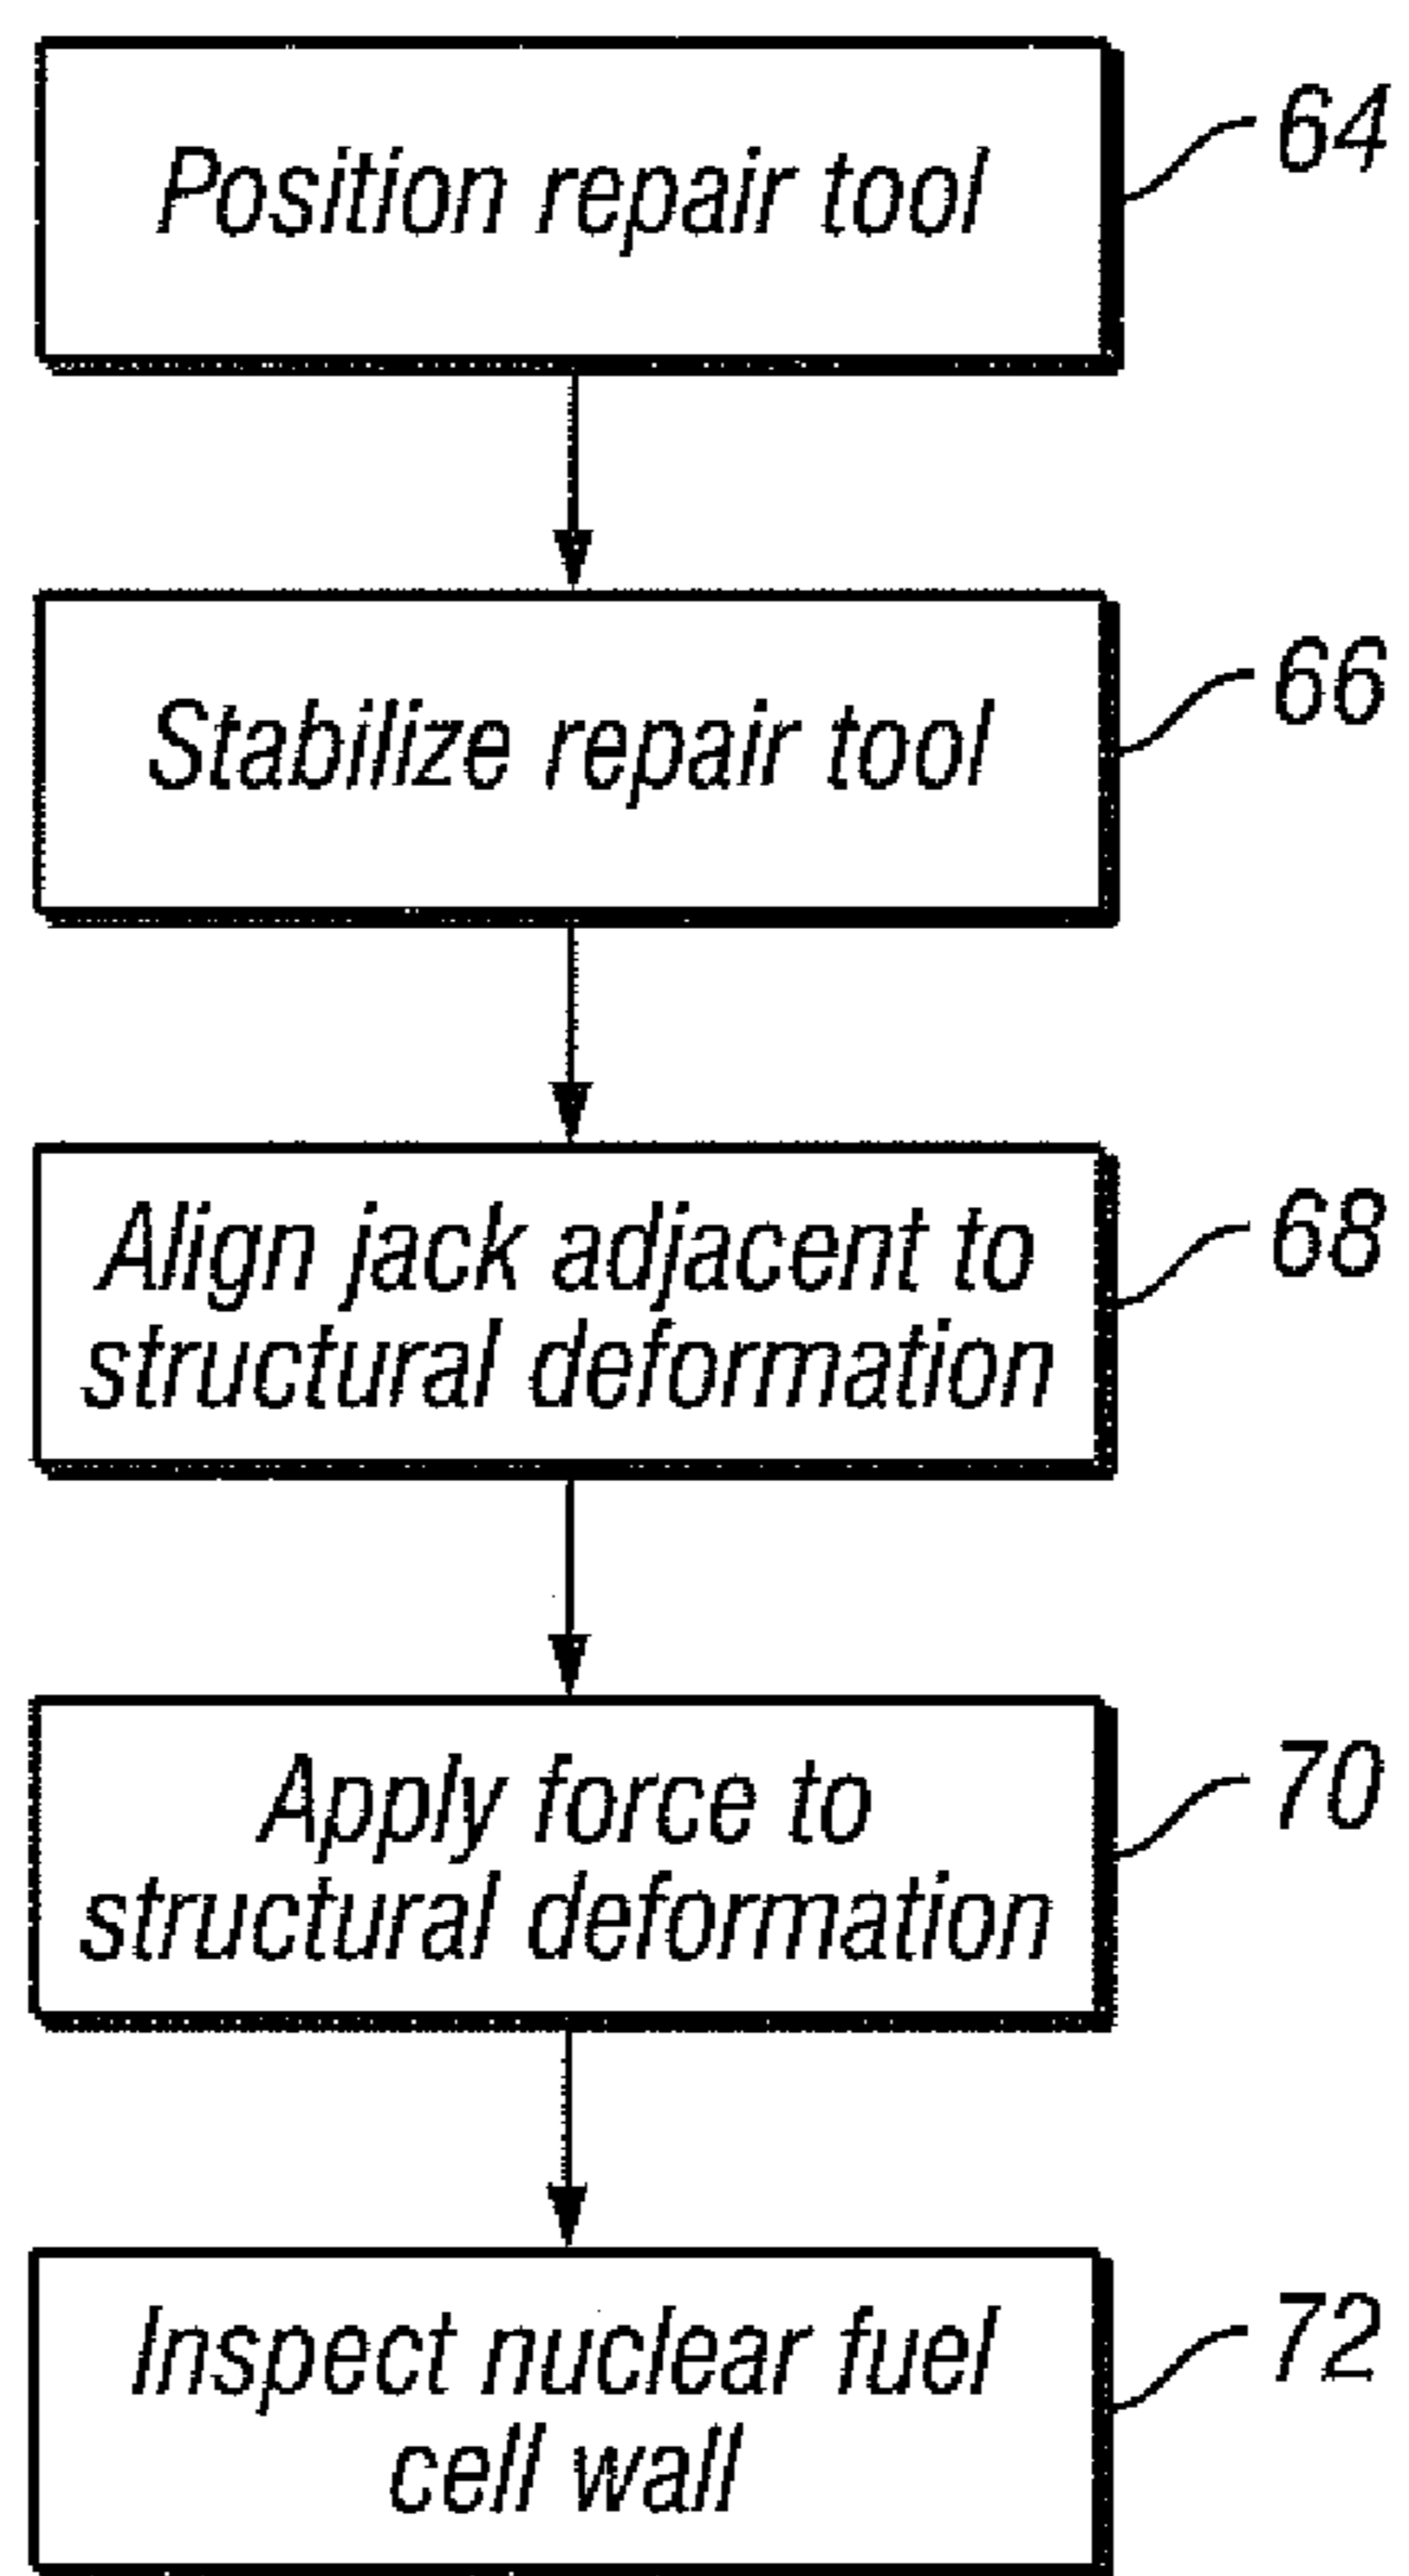 Position repair tool
64
Stabilize repair tool
66
Align jack adjacent to
structural deformation
68
Apply force to
structural deformation
70
Inspect nuclear fuel
cell wall
72